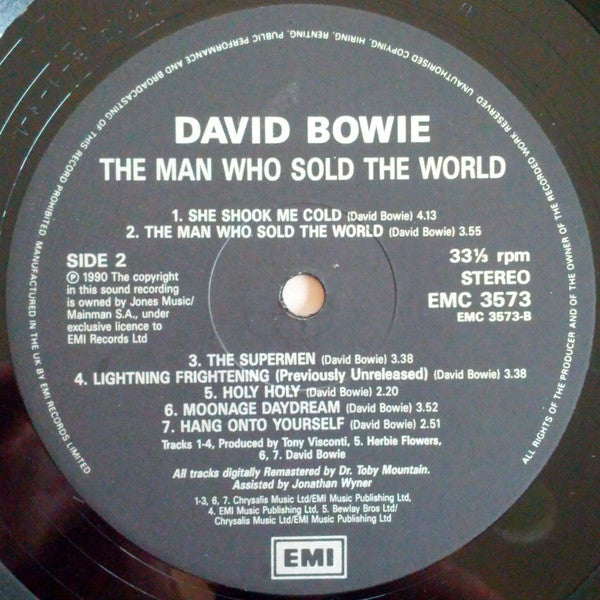 ALL RIGHTS OF THE PRODUCER AND OF THE OWNER OF THE RECORDED WORK RESERVED UNAUTHORISED COPYING, HIRING, RENTING, PUBLIC PERFORMANCE AND BROADCASTING OF THIS RECORD PROHIBITED MANUFACTURED IN THE UK BY EMI RECORDS LIMITED
DAVID BOWIE
THE MAN WHO SOLD THE WORLD
1. SHE SHOOK ME COLD (David Bowie) 4.13
2. THE MAN WHO SOLD THE WORLD (David Bowie) 3.55
SIDE 2
℗ 1990 The copyright
in this sound recording
is owned by Jones Music/
Mainman S.A., under
exclusive licence to
EMI Records Ltd
33⅓ rpm
STEREO
EMC 3573
EMC 3573-B
3. THE SUPERMEN (David Bowie) 3.38
4. LIGHTNING FRIGHTENING (Previously Unreleased) (David Bowie) 3.38
5. HOLY HOLY (David Bowie) 2.20
6. MOONAGE DAYDREAM (David Bowie) 3.52
7. HANG ONTO YOURSELF (David Bowie) 2.51
Tracks 1-4, Produced by Tony Visconti, 5. Herbie Flowers,
6, 7. David Bowie
All tracks digitally Remastered by Dr. Toby Mountain.
Assisted by Jonathan Wyner
1-3, 6, 7. Chrysalis Music Ltd/EMI Music Publishing Ltd,
4. EMI Music Publishing Ltd, 5. Bewlay Bros Ltd/
Chrysalis Music Ltd/EMI Music Publishing Ltd
EMI